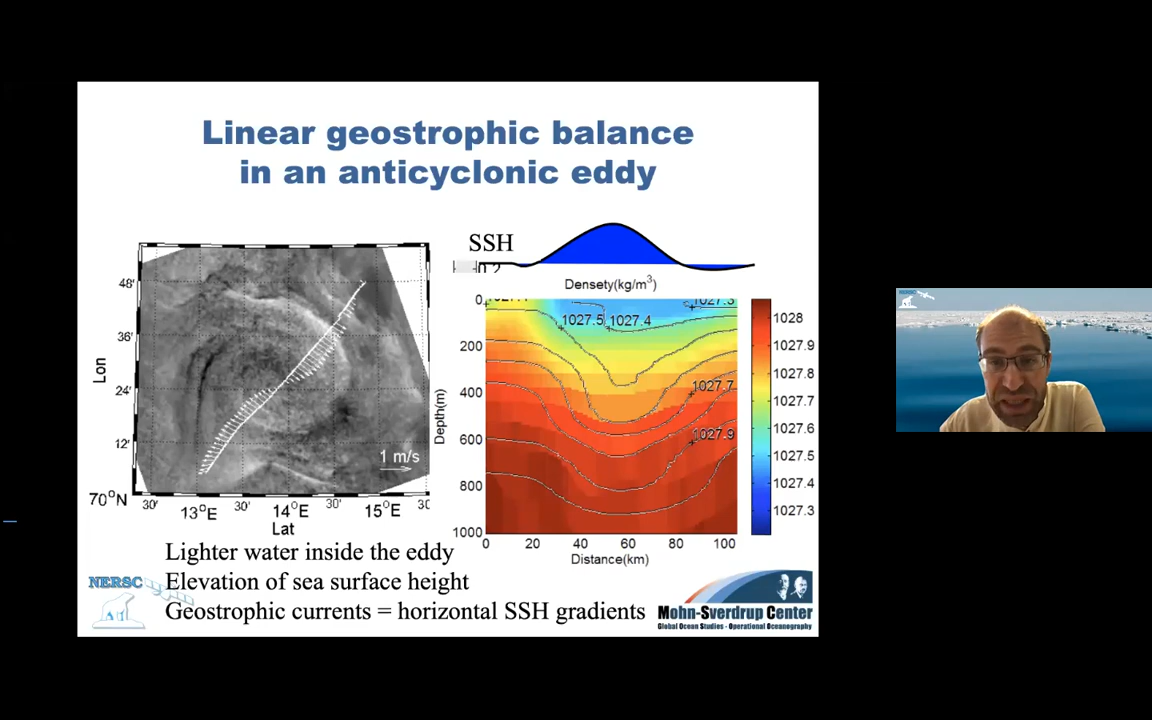 Linear geostrophic balance
in an anticyclonic eddy
SSH
0.2
Densety(kg/m³)
48'
36'
Lon
24'
12'
70°N
30'
13°E
30'
14°E
30'
15°E
30
Lat
1 m/s
0
200
400
600
800
1000
Depth(m)
1027.5
1027.4
1027.3
1027.7
1027.9
0
20
40
60
80
100
Distance(km)
1028
1027.9
1027.8
1027.7
1027.6
1027.5
1027.4
1027.3
Lighter water inside the eddy
Elevation of sea surface height
Geostrophic currents = horizontal SSH gradients
NERSC
Mohn-Sverdrup Center
Global Ocean Studies - Operational Oceanography
NERSC